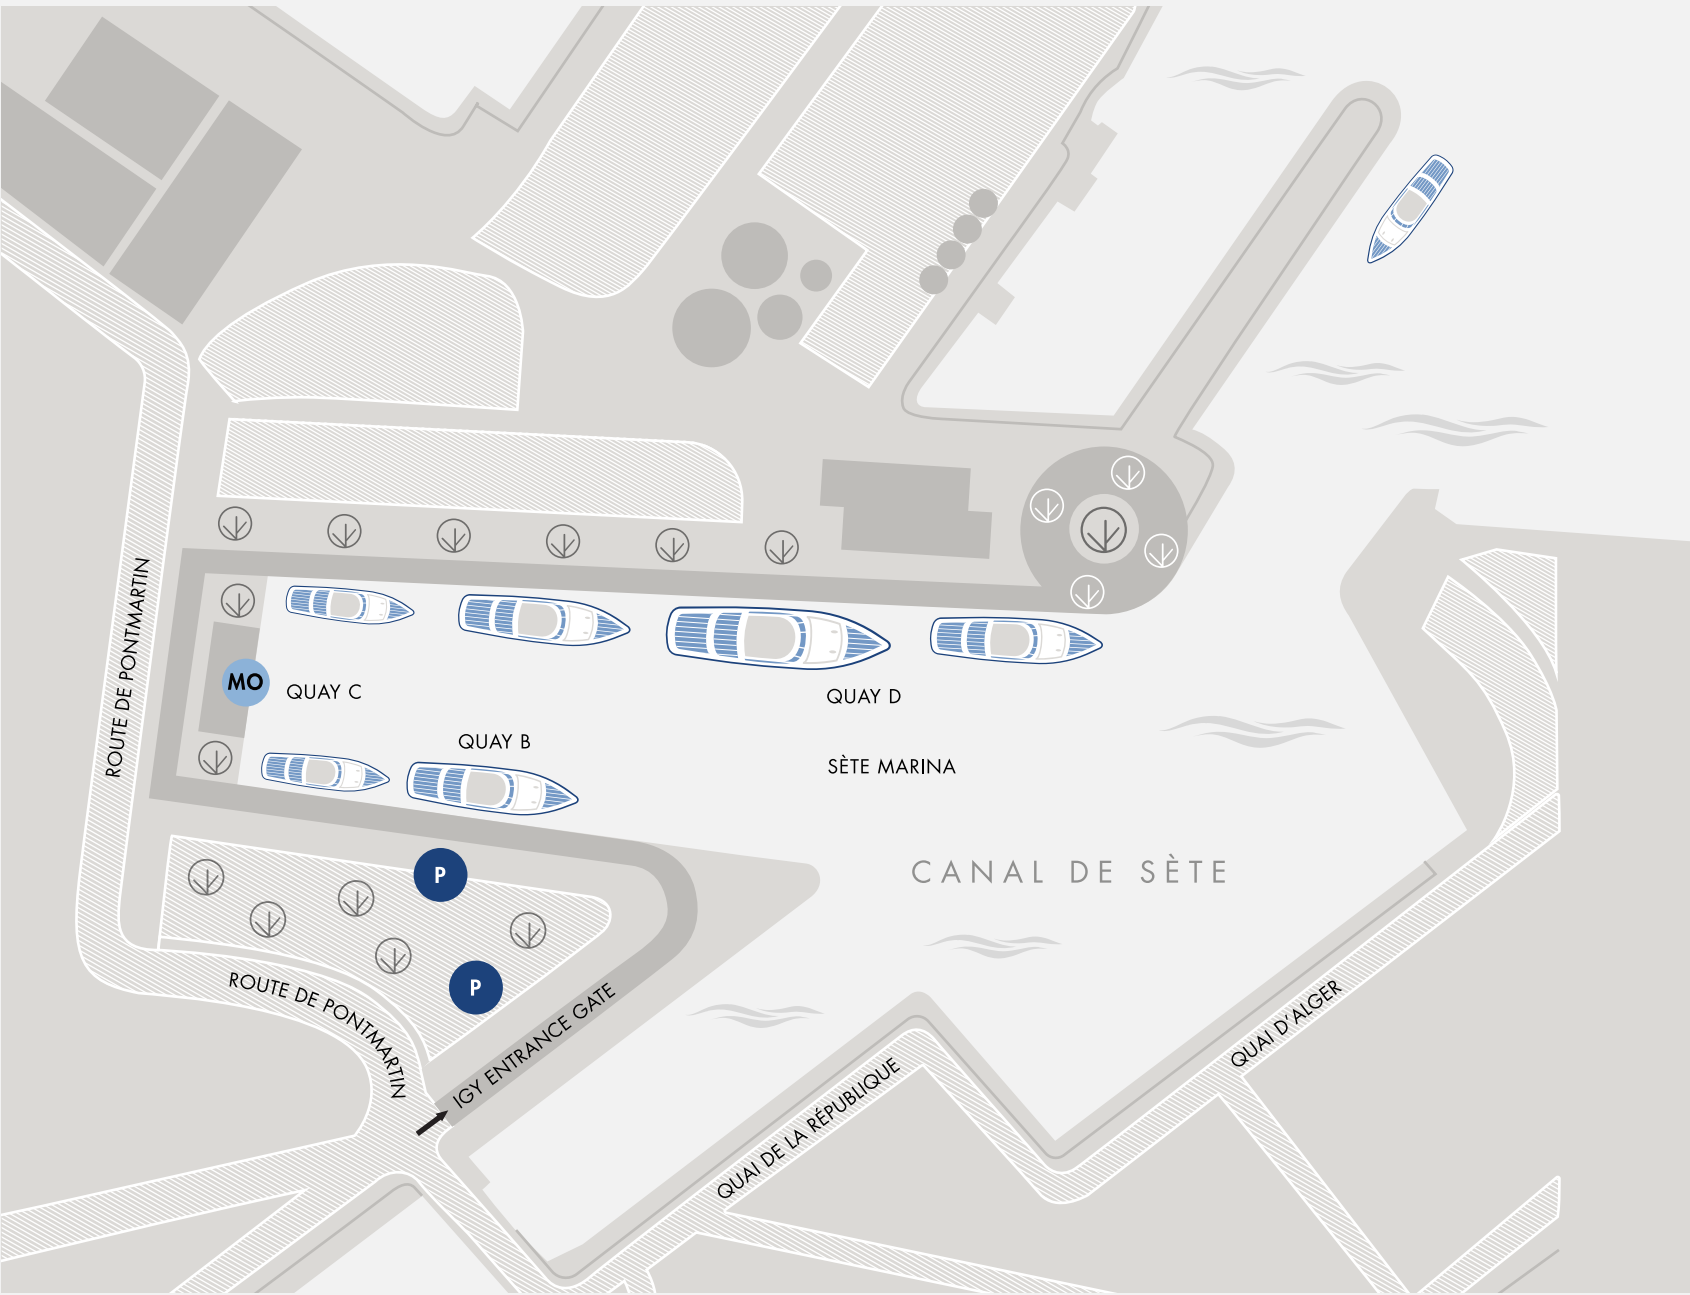 ROUTE DE PONTMARTIN
MO
QUAY C
QUAY D
QUAY B
SÈTE MARINA
CANAL DE SÈTE
P
P
ROUTE DE PONTMARTIN
IGY ENTRANCE GATE
QUAI DE LA RÉPUBLIQUE
QUAI D'ALGER